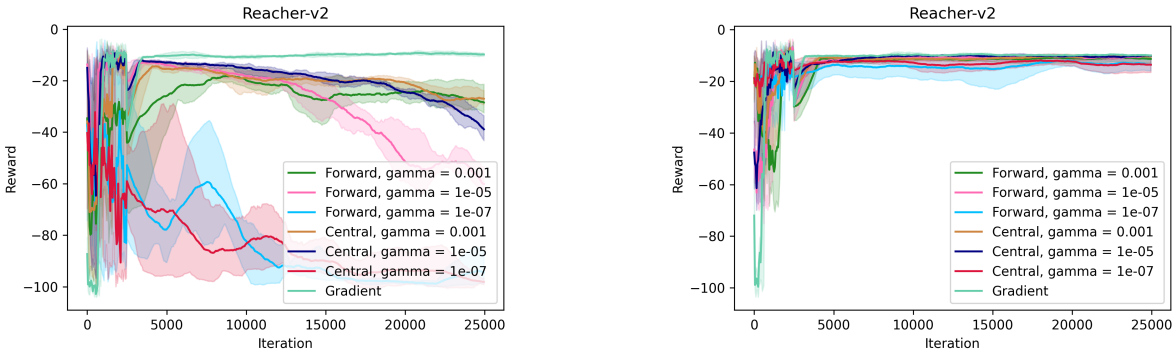 Reacher-v2
0
−20
−40
−60
−80
−100
Reward
Forward, gamma = 0.001
Forward, gamma = 1e-05
Forward, gamma = 1e-07
Central, gamma = 0.001
Central, gamma = 1e-05
Central, gamma = 1e-07
Gradient
0 5000 10000 15000 20000 25000
Iteration
Reacher-v2
0
−20
−40
−60
−80
−100
Reward
Forward, gamma = 0.001
Forward, gamma = 1e-05
Forward, gamma = 1e-07
Central, gamma = 0.001
Central, gamma = 1e-05
Central, gamma = 1e-07
Gradient
0 5000 10000 15000 20000 25000
Iteration